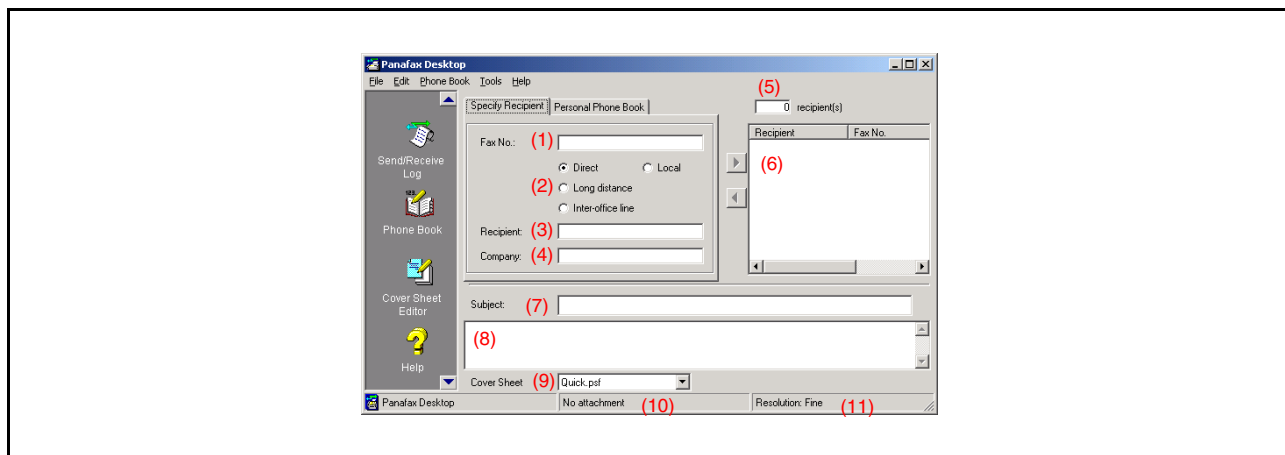 Panafax Desktop
File Edit Phone Book Tools Help
Send/Receive
Log
Phone Book
Cover Sheet
Editor
Help
Specify Recipient Personal Phone Book
Fax No.: (1)
Direct Local
(2) Long distance
Inter-office line
Recipient: (3)
Company: (4)
(5)
0 recipient(s)
Recipient Fax No.
(6)
Subject: (7)
(8)
Cover Sheet (9) Quick.psf
Panafax Desktop No attachment (10) Resolution: Fine (11)